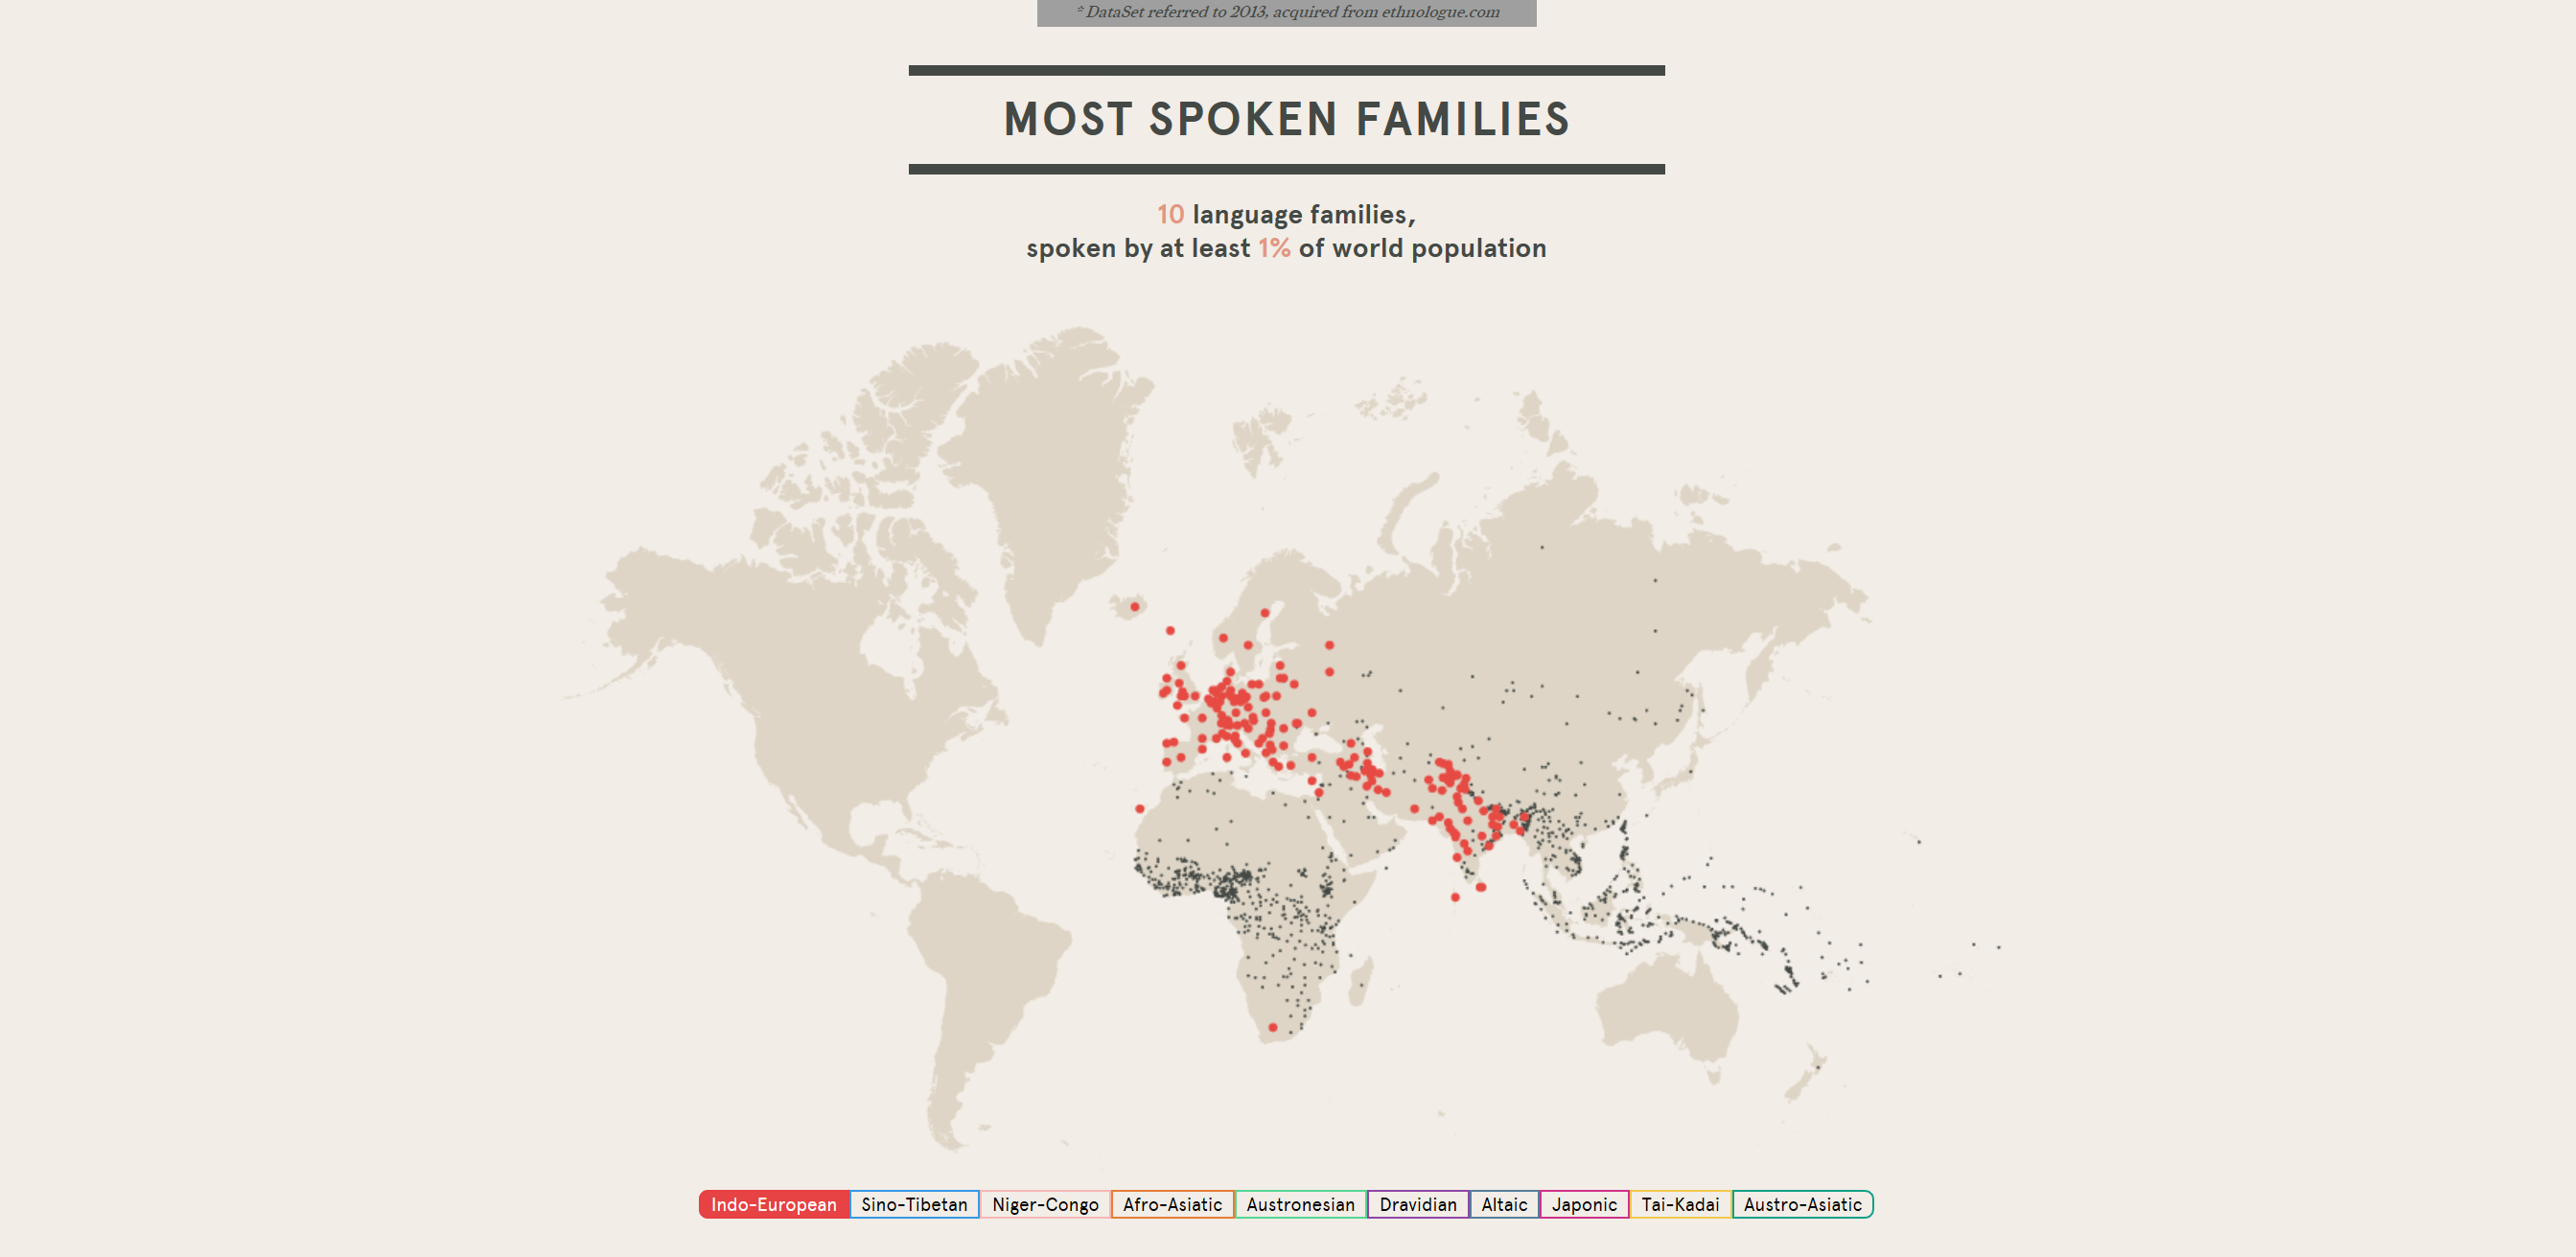 * DataSet referred to 2013, acquired from ethnologue.com
MOST SPOKEN FAMILIES
10 language families,
spoken by at least 1% of world population
Indo-European Sino-Tibetan Niger-Congo Afro-Asiatic Austronesian Dravidian Altaic Japonic Tai-Kadai Austro-Asiatic